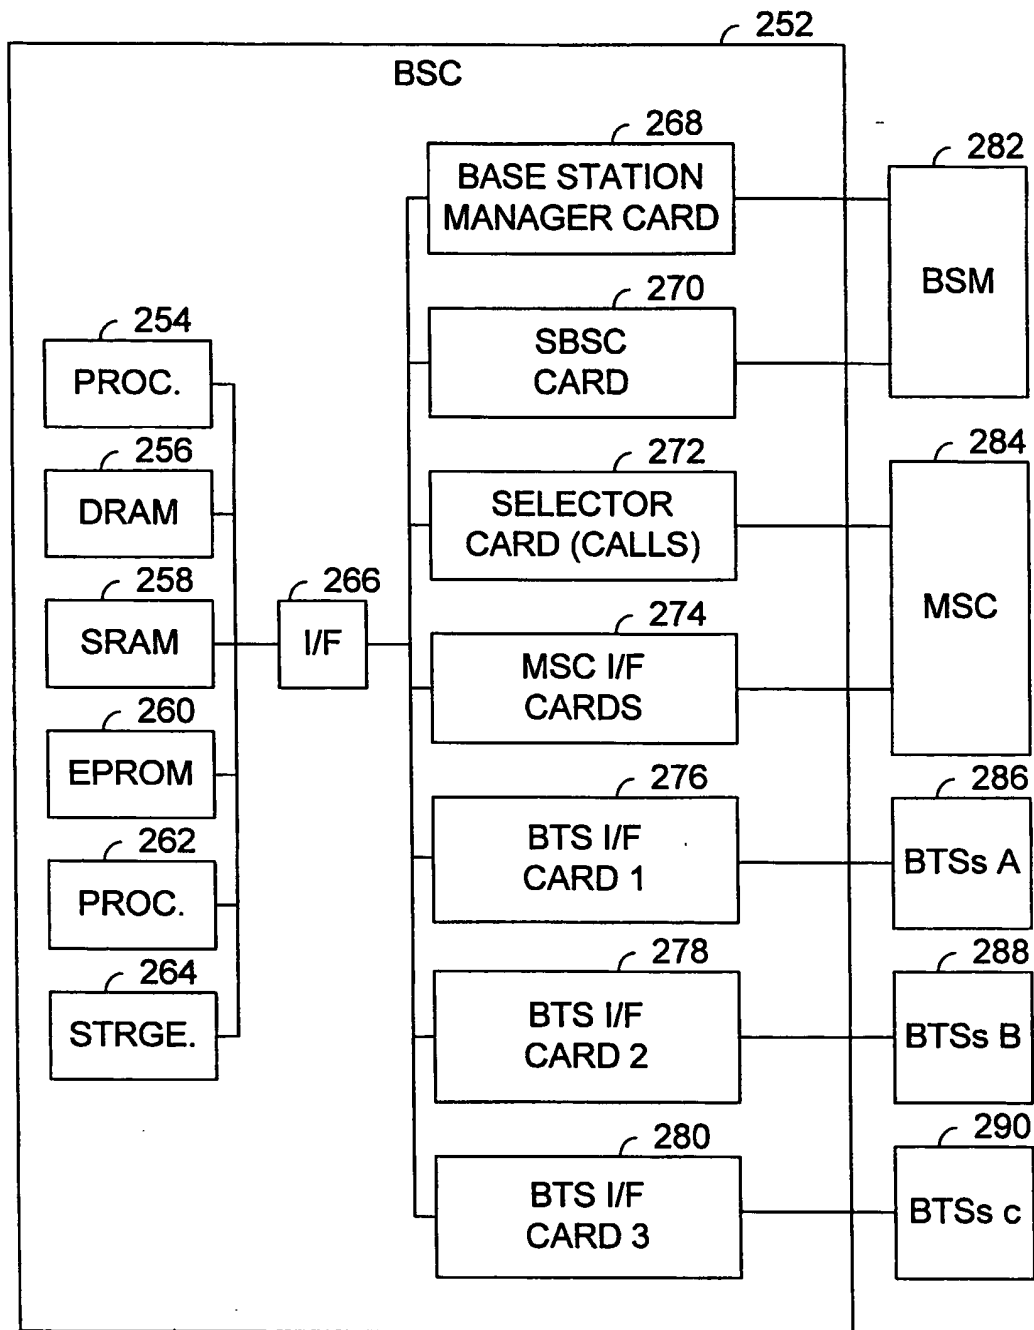 252
BSC
268
BASE STATION
MANAGER CARD
282
BSM
270
SBSC
CARD
254
PROC.
256
DRAM
258
SRAM
260
EPROM
262
PROC.
264
STRGE.
266
I/F
272
SELECTOR
CARD (CALLS)
284
MSC
274
MSC I/F
CARDS
276
BTS I/F
CARD 1
286
BTSs A
278
BTS I/F
CARD 2
288
BTSs B
280
BTS I/F
CARD 3
290
BTSs c